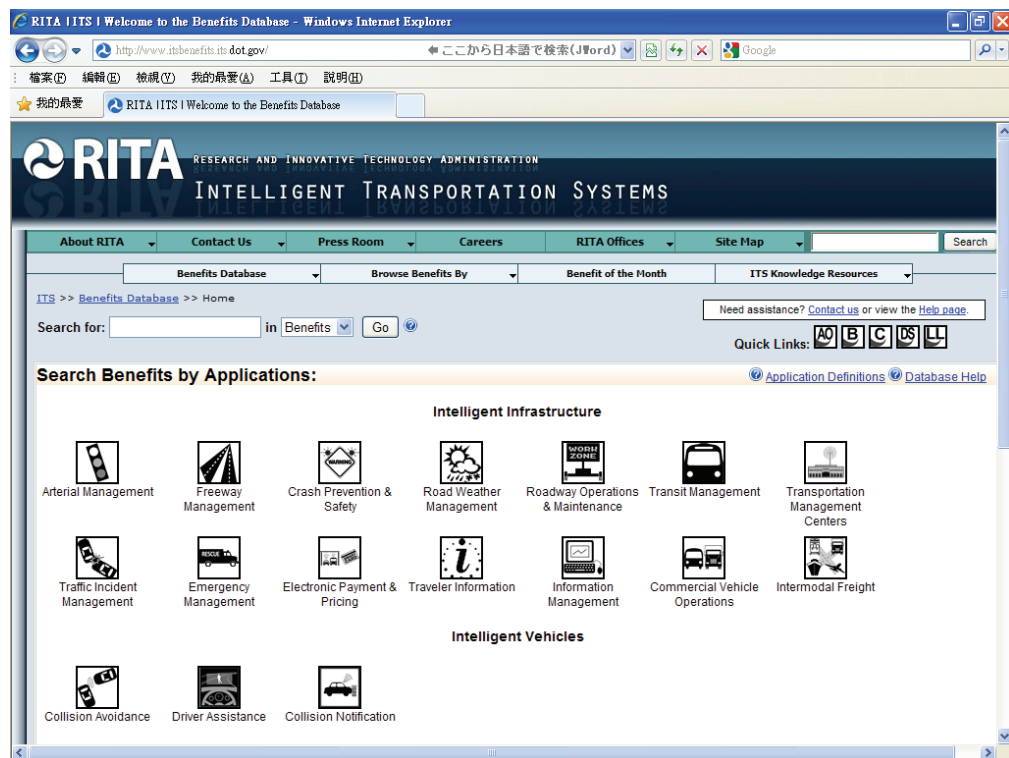 RITA | ITS | Welcome to the Benefits Database - Windows Internet Explorer
http://www.itsbenefits.its.dot.gov/
ここから日本語で検索(JWord)
Google
檔案(F) 編輯(E) 檢視(V) 我的最愛(A) 工具(T) 說明(H)
我的最愛
RITA | ITS | Welcome to the Benefits Database
RITA
RESEARCH AND INNOVATIVE TECHNOLOGY ADMINISTRATION
INTELLIGENT TRANSPORTATION SYSTEMS
About RITA Contact Us Press Room Careers RITA Offices Site Map Search
Benefits Database Browse Benefits By Benefit of the Month ITS Knowledge Resources
ITS >> Benefits Database >> Home
Need assistance? Contact us or view the Help page.
Search for: in Benefits Go
Quick Links: AO B C DS LL
Search Benefits by Applications:
Application Definitions Database Help
Intelligent Infrastructure
WARNING
WORK
ZONE
Arterial Management
Freeway
Management
Crash Prevention &
Safety
Road Weather
Management
Roadway Operations
& Maintenance
Transit Management
Transportation
Management
Centers
RESCUE
Traffic Incident
Management
Emergency
Management
Electronic Payment &
Pricing
Traveler Information
Information
Management
Commercial Vehicle
Operations
Intermodal Freight
Intelligent Vehicles
Collision Avoidance
Driver Assistance
Collision Notification